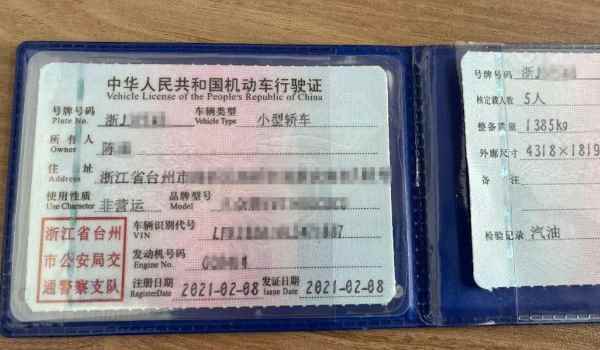 中华人民共和国机动车行驶证
Vehicle License of the People's Republic of China
号牌号码 浙J 车辆类型 小型轿车
Plate No. Vehicle Type
所有人 陈
Owner
住址 浙江省台州市
Address
使用性质 非营运 品牌型号
Use Character Model
浙江省台州
市公安局交
通警察支队
车辆识别代号
VIN
发动机号码
Engine No.
注册日期 2021-02-08 发证日期 2021-02-08
Register Date Issue Date
号牌号码 浙J
核定载人数 5人
整备质量 1385kg
外廓尺寸 4318×1819
备注
检验记录 汽油